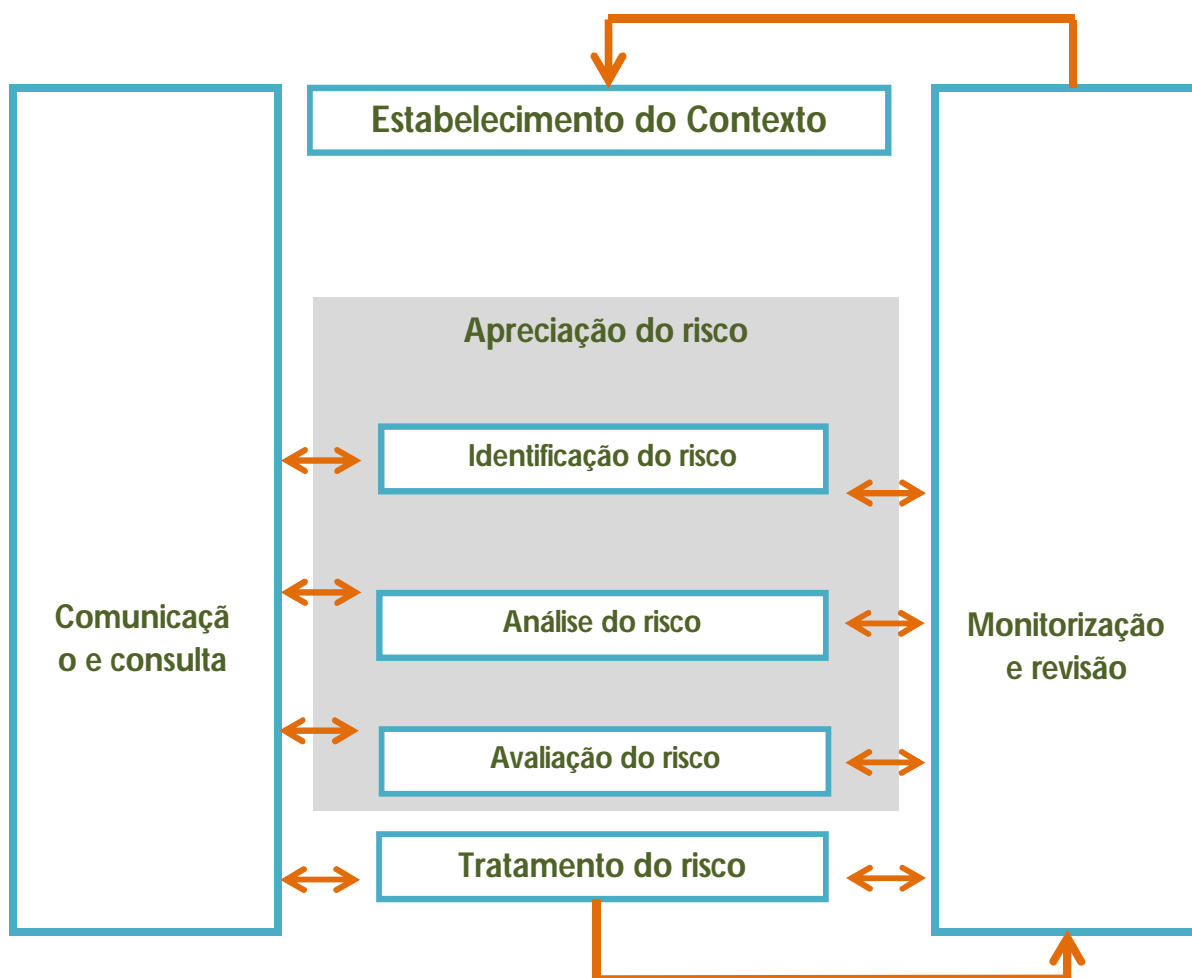 Estabelecimento do Contexto
Apreciação do risco
Identificação do risco
Análise do risco
Avaliação do risco
Tratamento do risco
Comunicaçã
o e consulta
Monitorização
e revisão